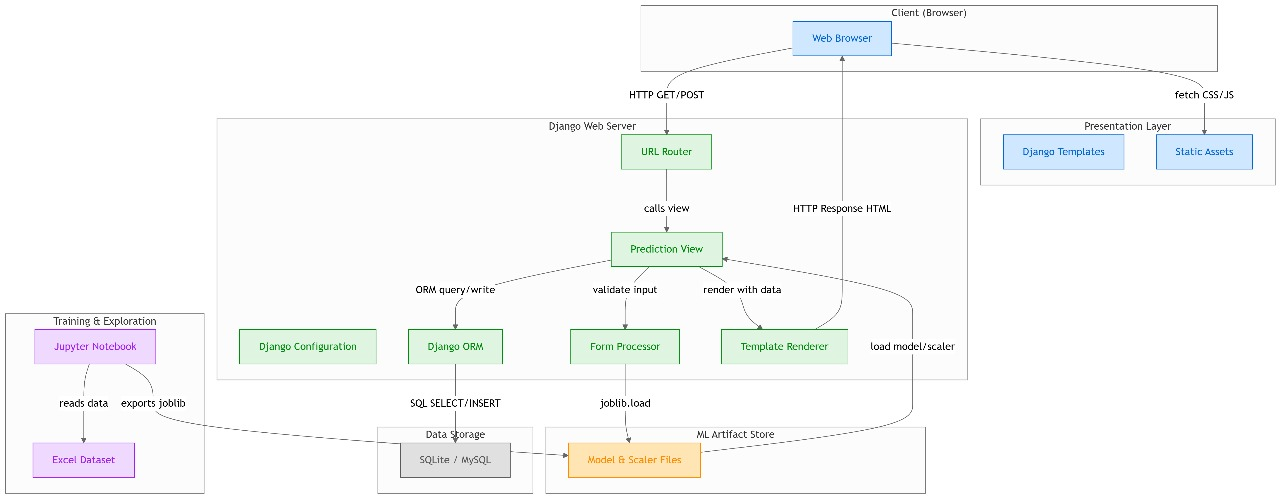 Client (Browser)
Web Browser
HTTP GET/POST
fetch CSS/JS
Django Web Server
Presentation Layer
URL Router
Django Templates
Static Assets
calls view
HTTP Response HTML
Prediction View
ORM query/write
validate input
render with data
Training & Exploration
Jupyter Notebook
Django Configuration
Django ORM
Form Processor
Template Renderer
load model/scaler
reads data
exports joblib
SQL SELECT/INSERT
joblib.load
Data Storage
ML Artifact Store
Excel Dataset
SQLite / MySQL
Model & Scaler Files